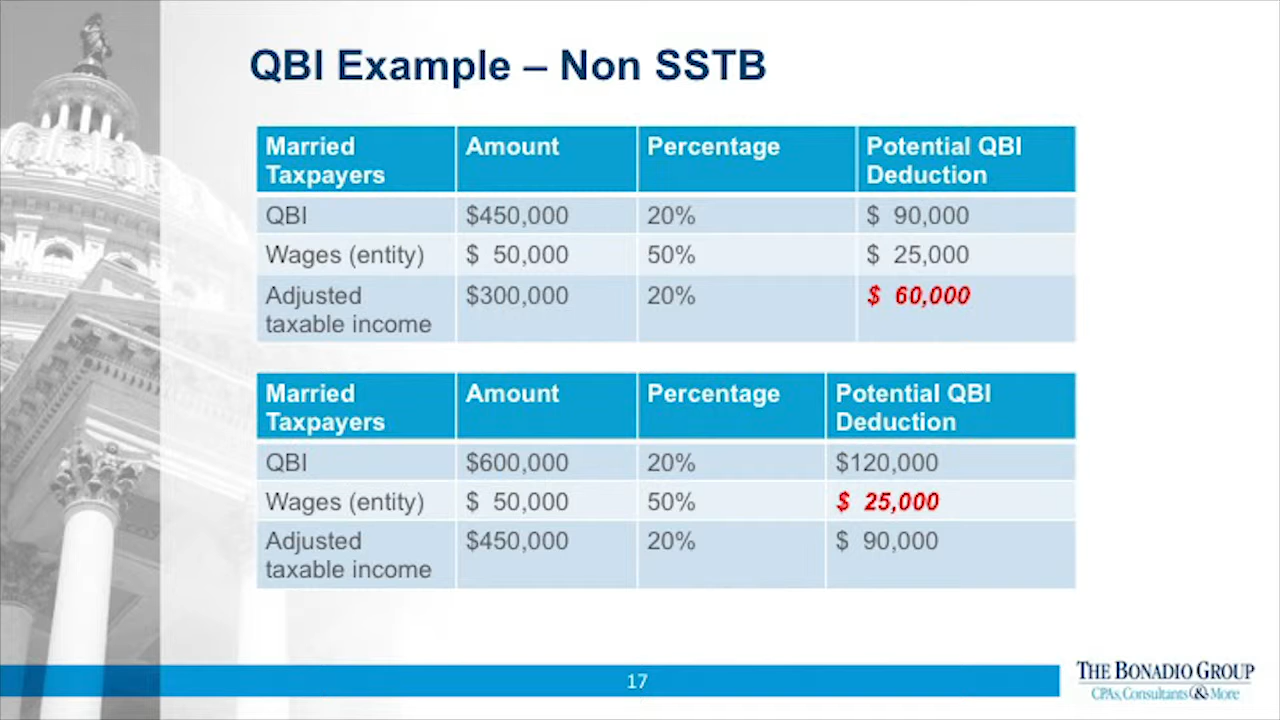 QBI Example – Non SSTB
Married Taxpayers Amount Percentage Potential QBI Deduction
QBI $450,000 20% $ 90,000
Wages (entity) $ 50,000 50% $ 25,000
Adjusted taxable income $300,000 20% $ 60,000
Married Taxpayers Amount Percentage Potential QBI Deduction
QBI $600,000 20% $120,000
Wages (entity) $ 50,000 50% $ 25,000
Adjusted taxable income $450,000 20% $ 90,000
17
THE BONADIO GROUP
CPAs, Consultants & More